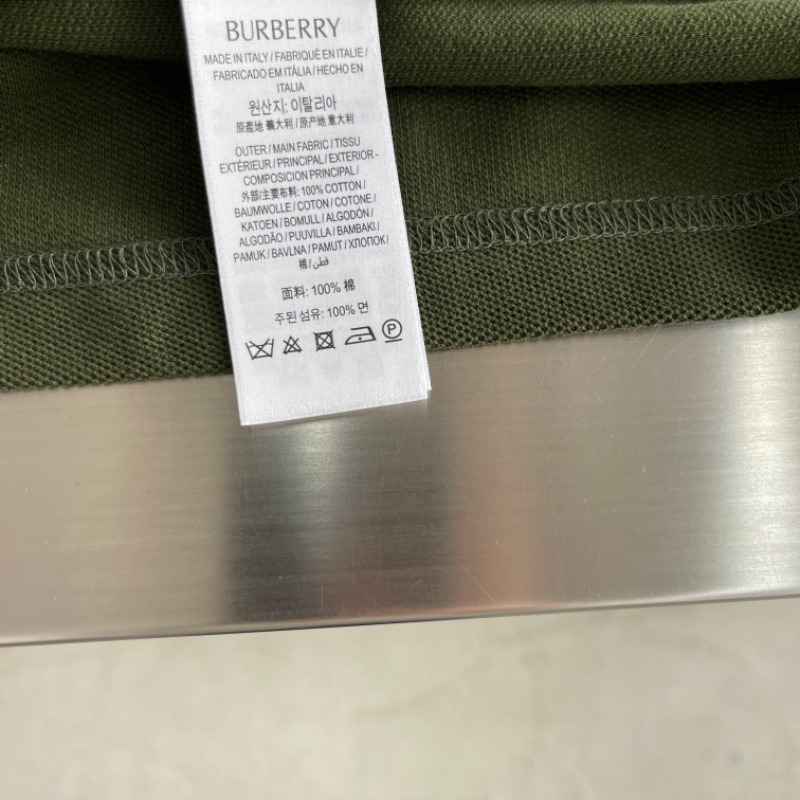 BURBERRY
MADE IN ITALY / FABRIQUÉ EN ITALIE /
FABRICADO EM ITÁLIA / HECHO EN
ITALIA
원산지: 이탈리아
原產地 義大利 / 原产地 意大利
OUTER / MAIN FABRIC / TISSU
EXTÉRIEUR / PRINCIPAL / EXTERIOR -
COMPOSICION PRINCIPAL /
外部/主要布料: 100% COTTON /
BAUMWOLLE / COTON / COTONE /
KATOEN / BOMULL / ALGODÓN /
ALGODÃO / PUUVILLA / BAMBAKI /
PAMUK / BAVLNA / PAMUT / ХЛОПОК /
棉 / قطن /
面料: 100% 棉
주된 섬유: 100% 면
P